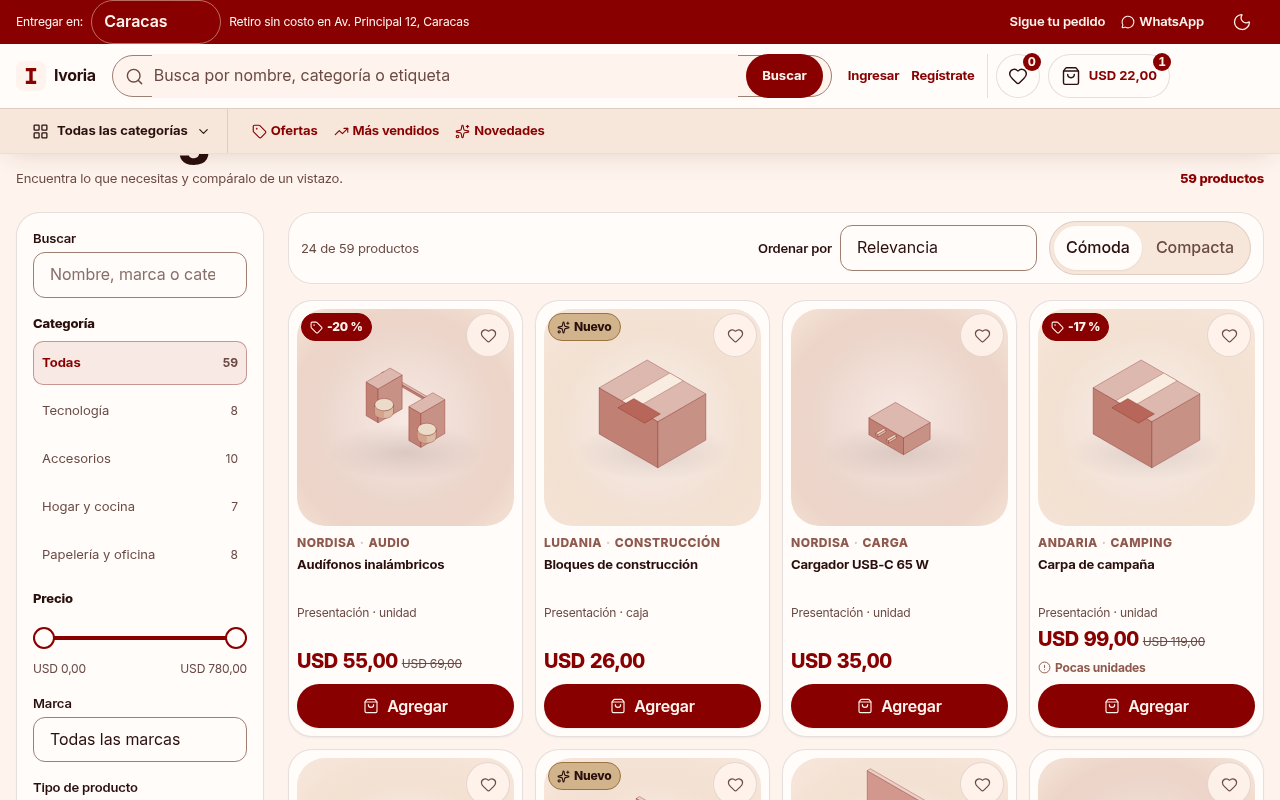 Entregar en: Caracas Retiro sin costo en Av. Principal 12, Caracas Sigue tu pedido WhatsApp
I Ivoria Busca por nombre, categoría o etiqueta Buscar Ingresar Regístrate 0 USD 22,00 1
Todas las categorías Ofertas Más vendidos Novedades
Encuentra lo que necesitas y compáralo de un vistazo. 59 productos
Buscar
Nombre, marca o cate
Categoría
Todas 59
Tecnología 8
Accesorios 10
Hogar y cocina 7
Papelería y oficina 8
Precio
USD 0,00 USD 780,00
Marca
Todas las marcas
Tipo de producto
24 de 59 productos Ordenar por Relevancia Cómoda Compacta
-20 %
NORDISA · AUDIO
Audífonos inalámbricos
Presentación · unidad
USD 55,00 USD 69,00
Agregar
Nuevo
LUDANIA · CONSTRUCCIÓN
Bloques de construcción
Presentación · caja
USD 26,00
Agregar
NORDISA · CARGA
Cargador USB-C 65 W
Presentación · unidad
USD 35,00
Agregar
-17 %
ANDARIA · CAMPING
Carpa de campaña
Presentación · unidad
USD 99,00 USD 119,00
Pocas unidades
Agregar
Nuevo